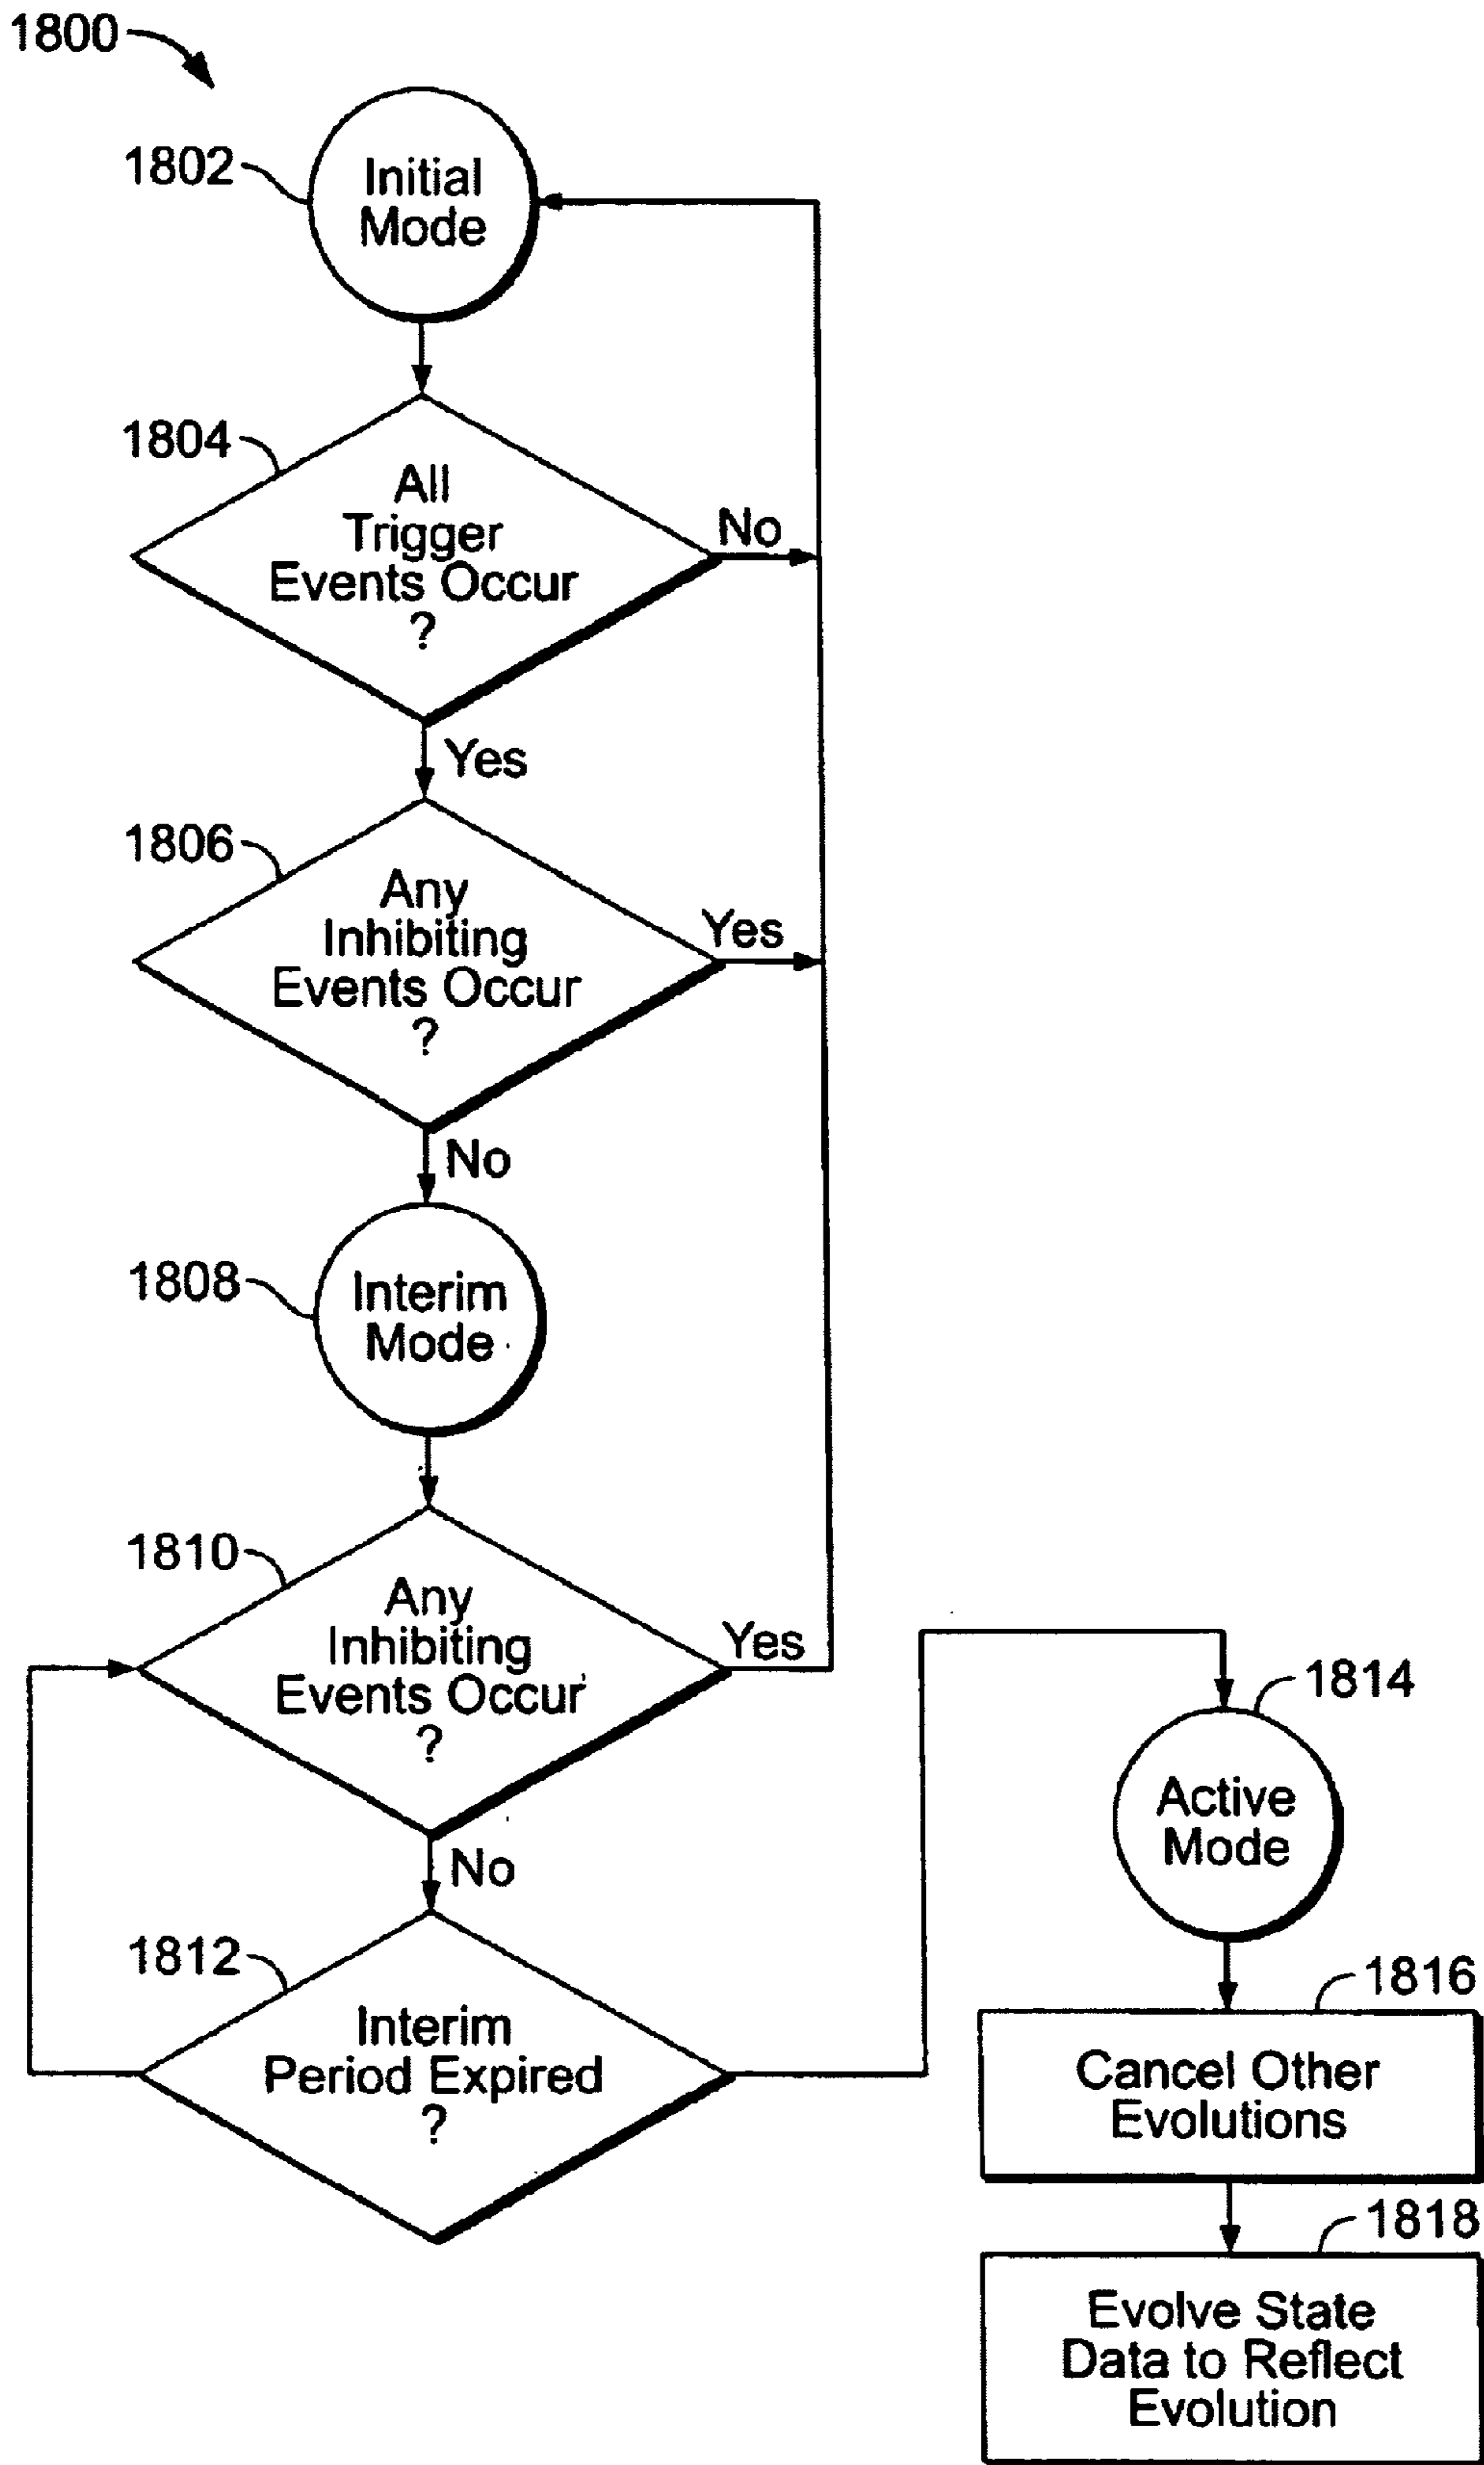 1800
1802
Initial
Mode
1804
All
Trigger
Events Occur
?
No
Yes
1806
Any
Inhibiting
Events Occur
?
Yes
No
1808
Interim
Mode
1810
Any
Inhibiting
Events Occur
?
Yes
No
1812
Interim
Period Expired
?
1814
Active
Mode
1816
Cancel Other
Evolutions
1818
Evolve State
Data to Reflect
Evolution